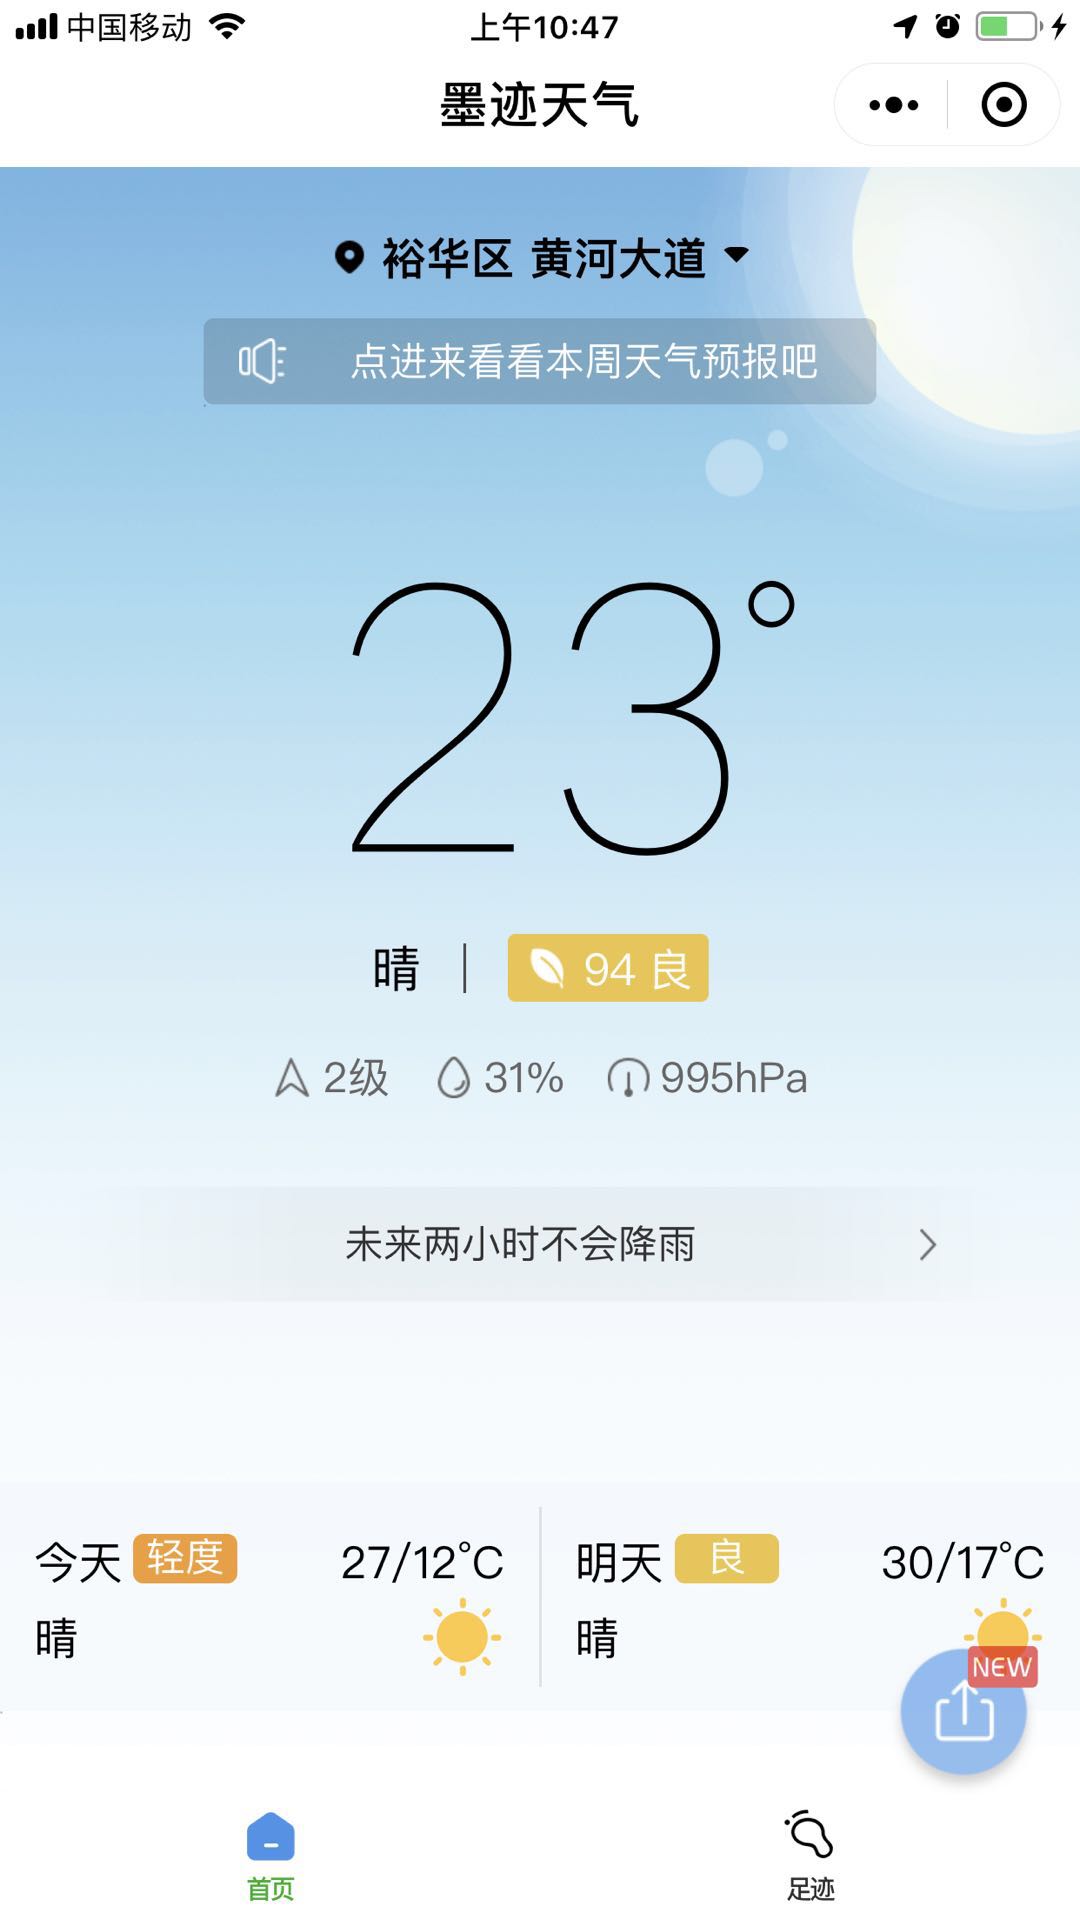 中国移动 上午10:47
墨迹天气
裕华区 黄河大道
点进来看看本周天气预报吧
23°
晴 94 良
2级 31% 995hPa
未来两小时不会降雨
今天 轻度 27/12°C
晴
明天 良 30/17°C
晴
NEW
首页 足迹